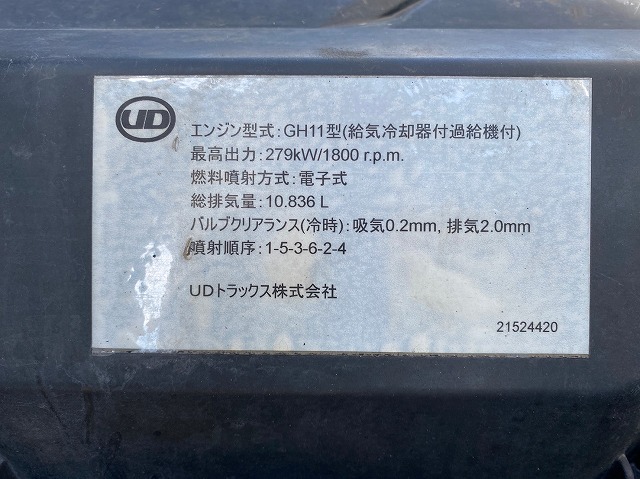 UD
エンジン型式:GH11型(給気冷却器付過給機付)
最高出力:279kW/1800 r.p.m.
燃料噴射方式:電子式
総排気量:10.836 L
バルブクリアランス(冷時):吸気0.2mm, 排気2.0mm
噴射順序:1-5-3-6-2-4
UDトラックス株式会社
21524420